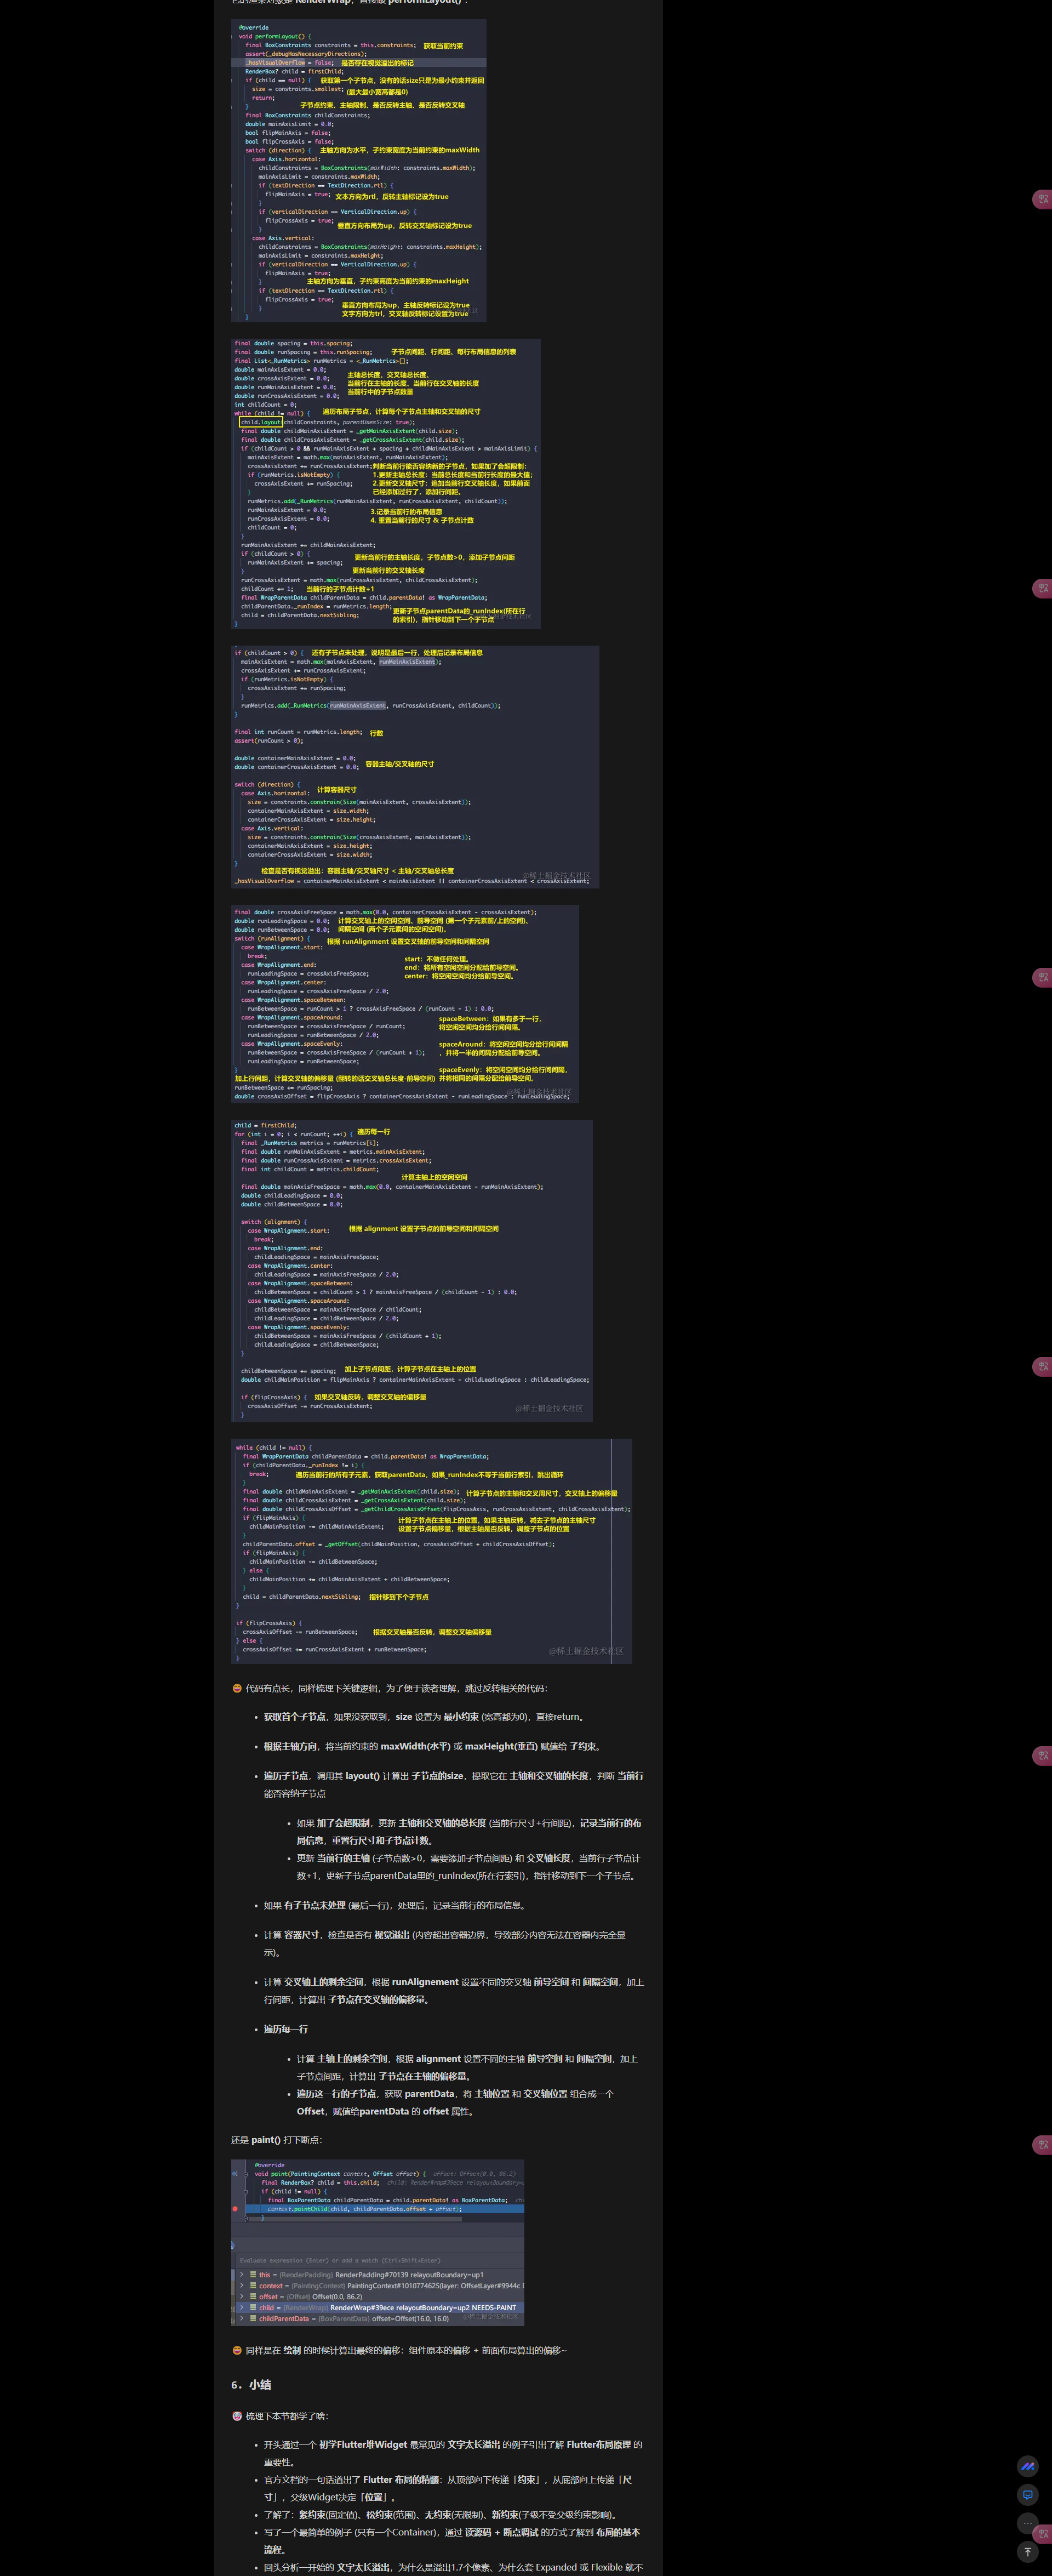 它的渲染对象是 RenderWrap，直接跟 performLayout() ：
@override
void performLayout() {
final BoxConstraints constraints = this.constraints; 获取当前约束
assert(_debugHasNecessaryDirections);
_hasVisualOverflow = false; 是否存在视觉溢出的标记
RenderBox? child = firstChild;
if (child == null) { 获取第一个子节点，没有的话size只是为最小约束并返回
size = constraints.smallest; (最大最小宽高都是0)
return;
} 子节点约束、主轴限制、是否反转主轴、是否反转交叉轴
final BoxConstraints childConstraints;
double mainAxisLimit = 0.0;
bool flipMainAxis = false;
bool flipCrossAxis = false;
switch (direction) { 主轴方向为水平，子约束宽度为当前约束的maxWidth
case Axis.horizontal:
childConstraints = BoxConstraints(maxWidth: constraints.maxWidth);
mainAxisLimit = constraints.maxWidth;
if (textDirection == TextDirection.rtl) {
flipMainAxis = true; 文本方向为rtl，反转主轴标记设为true
}
if (verticalDirection == VerticalDirection.up) {
flipCrossAxis = true; 垂直方向布局为up，反转交叉轴标记设为true
}
case Axis.vertical:
childConstraints = BoxConstraints(maxHeight: constraints.maxHeight);
mainAxisLimit = constraints.maxHeight;
if (verticalDirection == VerticalDirection.up) {
flipMainAxis = true;
} 主轴方向为垂直，子约束高度为当前约束的maxHeight
if (textDirection == TextDirection.rtl) {
flipCrossAxis = true; 垂直方向布局为up，主轴反转标记设为true
} 文字方向为trl，交叉轴反转标记设置为true
}
final double spacing = this.spacing;
final double runSpacing = this.runSpacing; 子节点间距、行间距、每行布局信息的列表
final List<_RunMetrics> runMetrics = <_RunMetrics>[];
double mainAxisExtent = 0.0; 主轴总长度、交叉轴总长度、
double crossAxisExtent = 0.0;
double runMainAxisExtent = 0.0; 当前行在主轴的长度、当前行在交叉轴的长度
double runCrossAxisExtent = 0.0; 当前行中的子节点数量
int childCount = 0;
while (child != null) { 遍历布局子节点，计算每个子节点主轴和交叉轴的尺寸
child.layout(childConstraints, parentUsesSize: true);
final double childMainAxisExtent = _getMainAxisExtent(child.size);
final double childCrossAxisExtent = _getCrossAxisExtent(child.size);
if (childCount > 0 && runMainAxisExtent + spacing + childMainAxisExtent > mainAxisLimit) {
mainAxisExtent = math.max(mainAxisExtent, runMainAxisExtent);
crossAxisExtent += runCrossAxisExtent; 判断当前行能否容纳新的子节点，如果加了会超限制：
if (runMetrics.isNotEmpty) { 1.更新主轴总长度：当前总长度和当前行长度的最大值；
crossAxisExtent += runSpacing; 2.更新交叉轴尺寸：追加当前行交叉轴长度，如果前面
} 已经添加过行了，添加行间距。
runMetrics.add(_RunMetrics(runMainAxisExtent, runCrossAxisExtent, childCount));
runMainAxisExtent = 0.0; 3.记录当前行的布局信息
runCrossAxisExtent = 0.0; 4. 重置当前行的尺寸 & 子节点计数
childCount = 0;
}
runMainAxisExtent += childMainAxisExtent;
if (childCount > 0) { 更新当前行的主轴长度，子节点数>0，添加子节点间距
runMainAxisExtent += spacing;
} 更新当前行的交叉轴长度
runCrossAxisExtent = math.max(runCrossAxisExtent, childCrossAxisExtent);
childCount += 1; 当前行的子节点计数+1
final WrapParentData childParentData = child.parentData! as WrapParentData;
childParentData._runIndex = runMetrics.length; 更新子节点parentData的_runIndex(所在行
child = childParentData.nextSibling; 的索引)，指针移动到下一个子节点
}
if (childCount > 0) { 还有子节点未处理，说明是最后一行，处理后记录布局信息
mainAxisExtent = math.max(mainAxisExtent, runMainAxisExtent);
crossAxisExtent += runCrossAxisExtent;
if (runMetrics.isNotEmpty) {
crossAxisExtent += runSpacing;
}
runMetrics.add(_RunMetrics(runMainAxisExtent, runCrossAxisExtent, childCount));
}
final int runCount = runMetrics.length; 行数
assert(runCount > 0);
double containerMainAxisExtent = 0.0; 容器主轴/交叉轴的尺寸
double containerCrossAxisExtent = 0.0;
switch (direction) { 计算容器尺寸
case Axis.horizontal:
size = constraints.constrain(Size(mainAxisExtent, crossAxisExtent));
containerMainAxisExtent = size.width;
containerCrossAxisExtent = size.height;
case Axis.vertical:
size = constraints.constrain(Size(crossAxisExtent, mainAxisExtent));
containerMainAxisExtent = size.height;
containerCrossAxisExtent = size.width;
}
检查是否有视觉溢出：容器主轴/交叉轴尺寸 < 主轴/交叉轴总长度
@稀土掘金技术社区
_hasVisualOverflow = containerMainAxisExtent < mainAxisExtent || containerCrossAxisExtent < crossAxisExtent;
final double crossAxisFreeSpace = math.max(0.0, containerCrossAxisExtent - crossAxisExtent);
double runLeadingSpace = 0.0; 计算交叉轴上的空闲空间、前导空间 (第一个子元素前/上的空间)、
double runBetweenSpace = 0.0; 间隔空间 (两个子元素间的空闲空间)。
switch (runAlignment) { 根据 runAlignment 设置交叉轴的前导空间和间隔空间
case WrapAlignment.start:
break; start：不做任何处理。
case WrapAlignment.end: end：将所有空闲空间分配给前导空间。
runLeadingSpace = crossAxisFreeSpace; center：将空闲空间均分给前导空间。
case WrapAlignment.center:
runLeadingSpace = crossAxisFreeSpace / 2.0;
case WrapAlignment.spaceBetween:
runBetweenSpace = runCount > 1 ? crossAxisFreeSpace / (runCount - 1) : 0.0;
case WrapAlignment.spaceAround: spaceBetween：如果有多于一行，
runBetweenSpace = crossAxisFreeSpace / runCount; 将空闲空间均分给行间间隔。
runLeadingSpace = runBetweenSpace / 2.0;
case WrapAlignment.spaceEvenly: spaceAround：将空闲空间均分给行间间隔
runBetweenSpace = crossAxisFreeSpace / (runCount + 1); ，并将一半的间隔分配给前导空间。
runLeadingSpace = runBetweenSpace;
} spaceEvenly：将空闲空间均分给行间间隔，
加上行间距，计算交叉轴的偏移量 (翻转的话交叉轴总长度-前导空间) 并将相同的间隔分配给前导空间。
runBetweenSpace += runSpacing; @稀土掘金技术社区
double crossAxisOffset = flipCrossAxis ? containerCrossAxisExtent - runLeadingSpace : runLeadingSpace;
child = firstChild;
for (int i = 0; i < runCount; ++i) { 遍历每一行
final _RunMetrics metrics = runMetrics[i];
final double runMainAxisExtent = metrics.mainAxisExtent;
final double runCrossAxisExtent = metrics.crossAxisExtent;
final int childCount = metrics.childCount;
计算主轴上的空闲空间
final double mainAxisFreeSpace = math.max(0.0, containerMainAxisExtent - runMainAxisExtent);
double childLeadingSpace = 0.0;
double childBetweenSpace = 0.0;
switch (alignment) {
case WrapAlignment.start: 根据 alignment 设置子节点的前导空间和间隔空间
break;
case WrapAlignment.end:
childLeadingSpace = mainAxisFreeSpace;
case WrapAlignment.center:
childLeadingSpace = mainAxisFreeSpace / 2.0;
case WrapAlignment.spaceBetween:
childBetweenSpace = childCount > 1 ? mainAxisFreeSpace / (childCount - 1) : 0.0;
case WrapAlignment.spaceAround:
childBetweenSpace = mainAxisFreeSpace / childCount;
childLeadingSpace = childBetweenSpace / 2.0;
case WrapAlignment.spaceEvenly:
childBetweenSpace = mainAxisFreeSpace / (childCount + 1);
childLeadingSpace = childBetweenSpace;
}
childBetweenSpace += spacing; 加上子节点间距，计算子节点在主轴上的位置
double childMainPosition = flipMainAxis ? containerMainAxisExtent - childLeadingSpace : childLeadingSpace;
if (flipCrossAxis) { 如果交叉轴反转，调整交叉轴的偏移量
crossAxisOffset -= runCrossAxisExtent;
}
@稀土掘金技术社区
while (child != null) {
final WrapParentData childParentData = child.parentData! as WrapParentData;
if (childParentData._runIndex != i) {
break; 遍历当前行的所有子元素，获取parentData，如果_runIndex不等于当前行索引，跳出循环
}
final double childMainAxisExtent = _getMainAxisExtent(child.size); 计算子节点的主轴和交叉周尺寸，交叉轴上的偏移量
final double childCrossAxisExtent = _getCrossAxisExtent(child.size);
final double childCrossAxisOffset = _getChildCrossAxisOffset(flipCrossAxis, runCrossAxisExtent, childCrossAxisExtent);
if (flipMainAxis) { 计算子节点在主轴上的位置，如果主轴反转，减去子节点的主轴尺寸
childMainPosition -= childMainAxisExtent; 设置子节点偏移量，根据主轴是否反转，调整子节点的位置
}
childParentData.offset = _getOffset(childMainPosition, crossAxisOffset + childCrossAxisOffset);
if (flipMainAxis) {
childMainPosition -= childBetweenSpace;
} else {
childMainPosition += childMainAxisExtent + childBetweenSpace;
}
child = childParentData.nextSibling; 指针移到下个子节点
}
if (flipCrossAxis) {
crossAxisOffset -= runBetweenSpace; 根据交叉轴是否反转，调整交叉轴偏移量
} else {
crossAxisOffset += runCrossAxisExtent + runBetweenSpace;
}
@稀土掘金技术社区
😅 代码有点长，同样梳理下关键逻辑，为了便于读者理解，跳过反转相关的代码：
• 获取首个子节点，如果没获取到，size 设置为 最小约束 (宽高都为0)，直接return。
• 根据主轴方向，将当前约束的 maxWidth(水平) 或 maxHeight(垂直) 赋值给 子约束。
• 遍历子节点，调用其 layout() 计算出 子节点的size，提取它在 主轴和交叉轴的长度，判断 当前行
能否容纳子节点
• 如果 加了会超限制，更新 主轴和交叉轴的总长度 (当前行尺寸+行间距)，记录当前行的布
局信息，重置行尺寸和子节点计数。
• 更新 当前行的主轴 (子节点数>0，需要添加子节点间距) 和 交叉轴长度，当前行子节点计
数+1，更新子节点parentData里的_runIndex(所在行索引)，指针移动到下一个子节点。
• 如果 有子节点未处理 (最后一行)，处理后，记录当前行的布局信息。
• 计算 容器尺寸，检查是否有 视觉溢出 (内容超出容器边界，导致部分内容无法在容器内完全显
示)。
• 计算 交叉轴上的剩余空间，根据 runAlignement 设置不同的交叉轴 前导空间 和 间隔空间，加上
行间距，计算出 子节点在交叉轴的偏移量。
• 遍历每一行
• 计算 主轴上的剩余空间，根据 alignment 设置不同的主轴 前导空间 和 间隔空间，加上
子节点间距，计算出 子节点在主轴的偏移量。
• 遍历这一行的子节点，获取 parentData，将 主轴位置 和 交叉轴位置 组合成一个
Offset，赋值给parentData 的 offset 属性。
还是 paint() 打下断点：
@override
void paint(PaintingContext context, Offset offset) { offset: Offset(0.0, 86.2)
final RenderBox? child = this.child; child: RenderWrap#39ece relayoutBoundary=
if (child != null) {
final BoxParentData childParentData = child.parentData! as BoxParentData;
context.paintChild(child, childParentData.offset + offset);
}
Evaluate expression (Enter) or add a watch (Ctrl+Shift+Enter)
this = {RenderPadding} RenderPadding#70139 relayoutBoundary=up1
context = {PaintingContext} PaintingContext#1010774625(layer: OffsetLayer#9944c
offset = {Offset} Offset(0.0, 86.2)
child = {RenderWrap} RenderWrap#39ece relayoutBoundary=up2 NEEDS-PAINT
childParentData = {BoxParentData} offset=Offset(16.0, 16.0) @稀土掘金技术社区
😅 同样是在 绘制 的时候计算出最终的偏移：组件原本的偏移 + 前面布局算出的偏移~
6. 小结
🤡 梳理下本节都学了啥：
• 开头通过一个 初学Flutter堆Widget 最常见的 文字太长溢出 的例子引出了解 Flutter布局原理 的
重要性。
• 官方文档的一句话道出了 Flutter 布局的精髓：从顶部向下传递「约束」，从底部向上传递「尺
寸」，父级Widget决定「位置」。
• 了解了：紧约束(固定值)、松约束(范围)、无约束(无限制)、新约束(子级不受父级约束影响)。
• 写了一个最简单的例子 (只有一个Container)，通过 读源码 + 断点调试 的方式了解到 布局的基本
流程。
• 回头分析一开始的 文字太长溢出，为什么是溢出1.7个像素、为什么套 Expanded 或 Flexible 就不